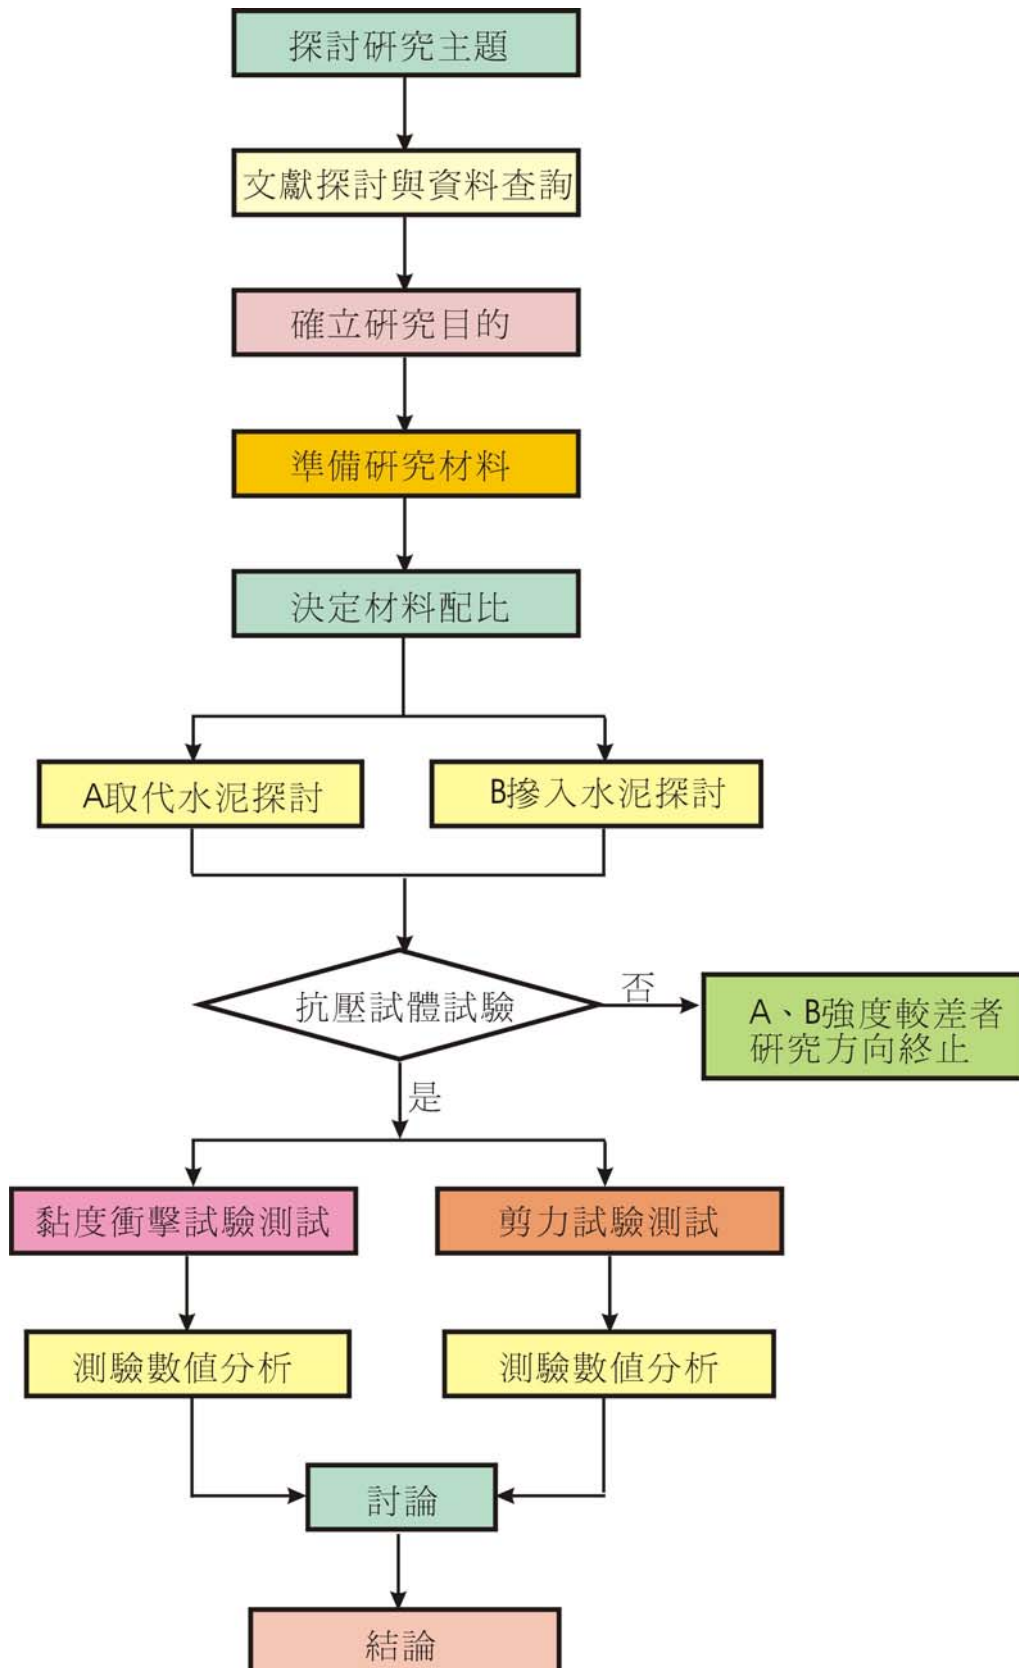 探討研究主題
文獻探討與資料查詢
確立研究目的
準備研究材料
決定材料配比
A取代水泥探討
B摻入水泥探討
抗壓試體試驗
否
A、B強度較差者
研究方向終止
是
黏度衝擊試驗測試
剪力試驗測試
測驗數值分析
測驗數值分析
討論
結論